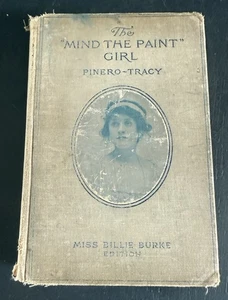 The
"MIND THE PAINT"
GIRL
PINERO-TRACY
MISS BILLIE BURKE
EDITION